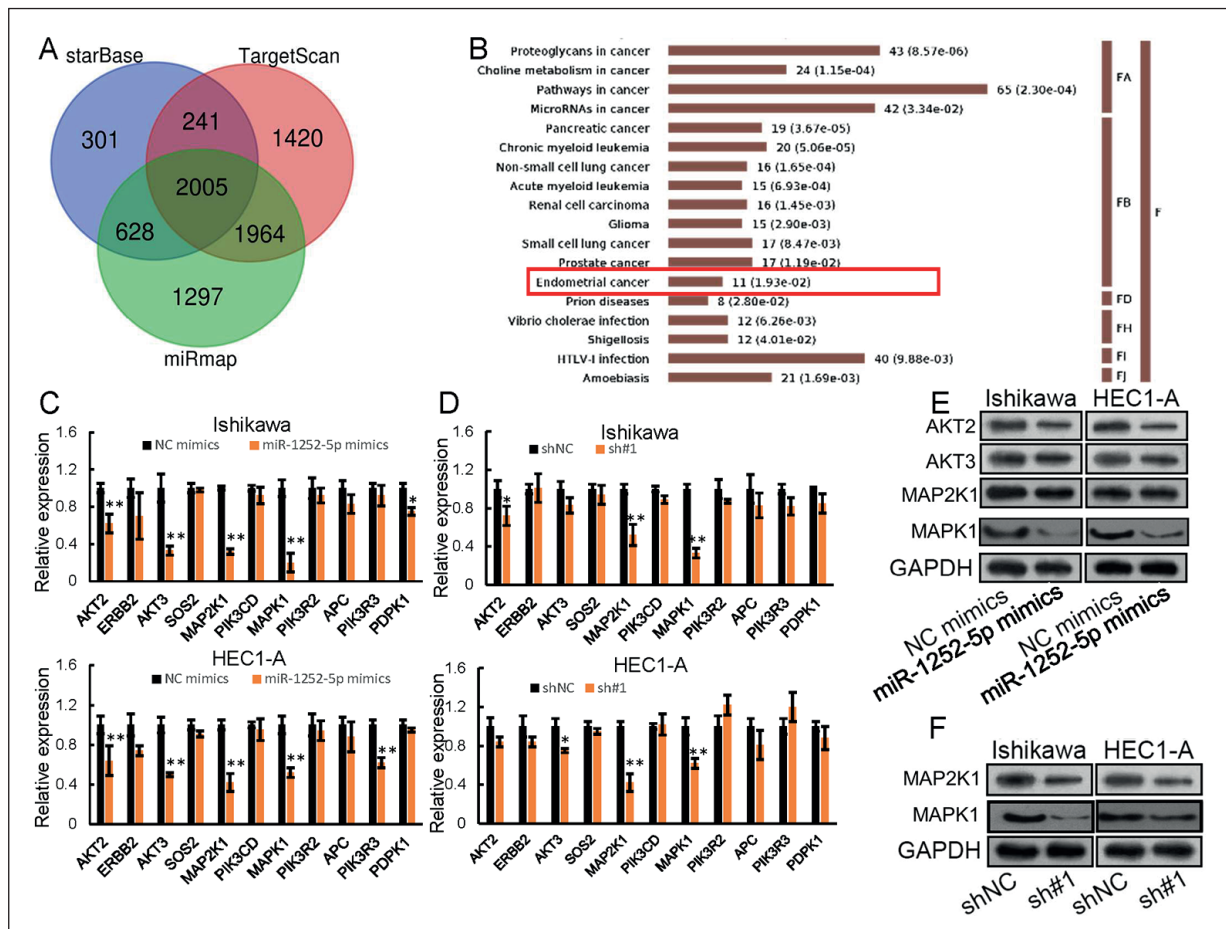 A
starBase
TargetScan
301
241
1420
2005
628
1964
1297
miRmap
B
Proteoglycans in cancer 43 (8.57e-06)
Choline metabolism in cancer 24 (1.15e-04)
Pathways in cancer 65 (2.30e-04)
MicroRNAs in cancer 42 (3.34e-02)
Pancreatic cancer 19 (3.67e-05)
Chronic myeloid leukemia 20 (5.06e-05)
Non-small cell lung cancer 16 (1.65e-04)
Acute myeloid leukemia 15 (6.93e-04)
Renal cell carcinoma 16 (1.45e-03)
Glioma 15 (2.90e-03)
Small cell lung cancer 17 (8.47e-03)
Prostate cancer 17 (1.19e-02)
Endometrial cancer 11 (1.93e-02)
Prion diseases 8 (2.80e-02)
Vibrio cholerae infection 12 (6.26e-03)
Shigellosis 12 (4.01e-02)
HTLV-I infection 40 (9.88e-03)
Amoebiasis 21 (1.69e-03)
FA
FB
FD
FH
FI
FJ
F
C
Ishikawa
NC mimics miR-1252-5p mimics
Relative expression
1.6
1.2
0.8
0.4
0
** ** ** ** *
AKT2 ERBB2 AKT3 SOS2 MAP2K1 PIK3CD MAPK1 PIK3R2 APC PIK3R3 PDPK1
HEC1-A
NC mimics miR-1252-5p mimics
Relative expression
1.6
1.2
0.8
0.4
0
** ** ** ** **
AKT2 ERBB2 AKT3 SOS2 MAP2K1 PIK3CD MAPK1 PIK3R2 APC PIK3R3 PDPK1
D
Ishikawa
shNC sh#1
Relative expression
1.6
1.2
0.8
0.4
0
* ** **
AKT2 ERBB2 AKT3 SOS2 MAP2K1 PIK3CD MAPK1 PIK3R2 APC PIK3R3 PDPK1
HEC1-A
shNC sh#1
Relative expression
1.6
1.2
0.8
0.4
0
* ** **
AKT2 ERBB2 AKT3 SOS2 MAP2K1 PIK3CD MAPK1 PIK3R2 APC PIK3R3 PDPK1
E
Ishikawa HEC1-A
AKT2
AKT3
MAP2K1
MAPK1
GAPDH
NC mimics
miR-1252-5p mimics
NC mimics
miR-1252-5p mimics
F
Ishikawa HEC1-A
MAP2K1
MAPK1
GAPDH
shNC sh#1 shNC sh#1